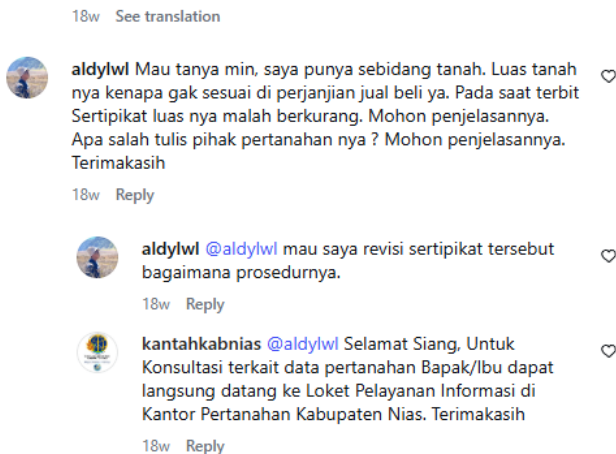 18w See translation
aldylwl Mau tanya min, saya punya sebidang tanah. Luas tanah
nya kenapa gak sesuai di perjanjian jual beli ya. Pada saat terbit
Sertipikat luas nya malah berkurang. Mohon penjelasannya.
Apa salah tulis pihak pertanahan nya ? Mohon penjelasannya.
Terimakasih
18w Reply
aldylwl @aldylwl mau saya revisi sertipikat tersebut
bagaimana prosedurnya.
18w Reply
kantahkabnias @aldylwl Selamat Siang, Untuk
Konsultasi terkait data pertanahan Bapak/Ibu dapat
langsung datang ke Loket Pelayanan Informasi di
Kantor Pertanahan Kabupaten Nias. Terimakasih
18w Reply